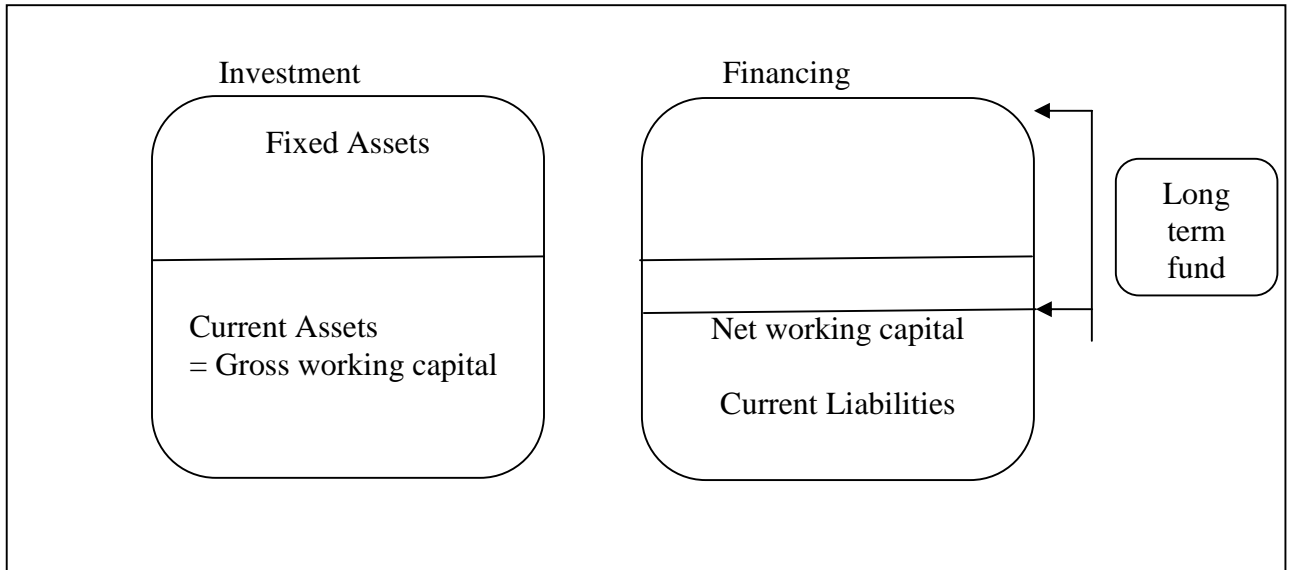 Investment
Fixed Assets
Current Assets
= Gross working capital
Financing
Net working capital
Current Liabilities
Long
term
fund